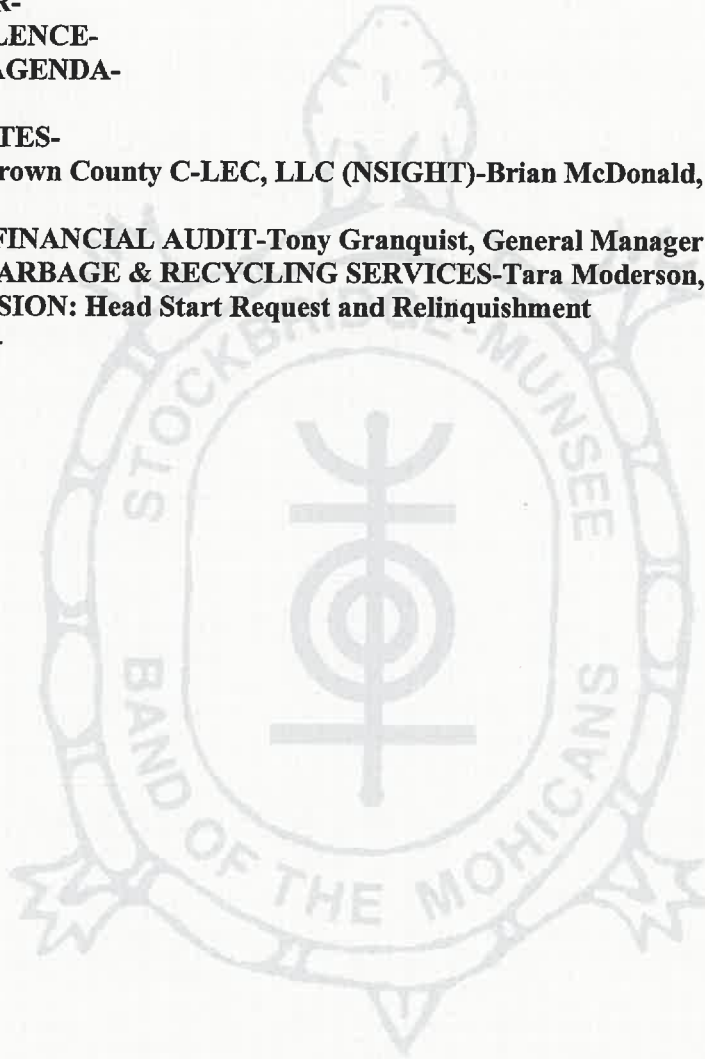 R-
LENCE-
AGENDA-
TES-
rown County C-LEC, LLC (NSIGHT)-Brian McDonald,
FINANCIAL AUDIT-Tony Granquist, General Manager
ARBAGE & RECYCLING SERVICES-Tara Moderson,
SION: Head Start Request and Relinquishment
-
STOCKBRIDGE-MUNSEE
BAND OF THE MOHICANS